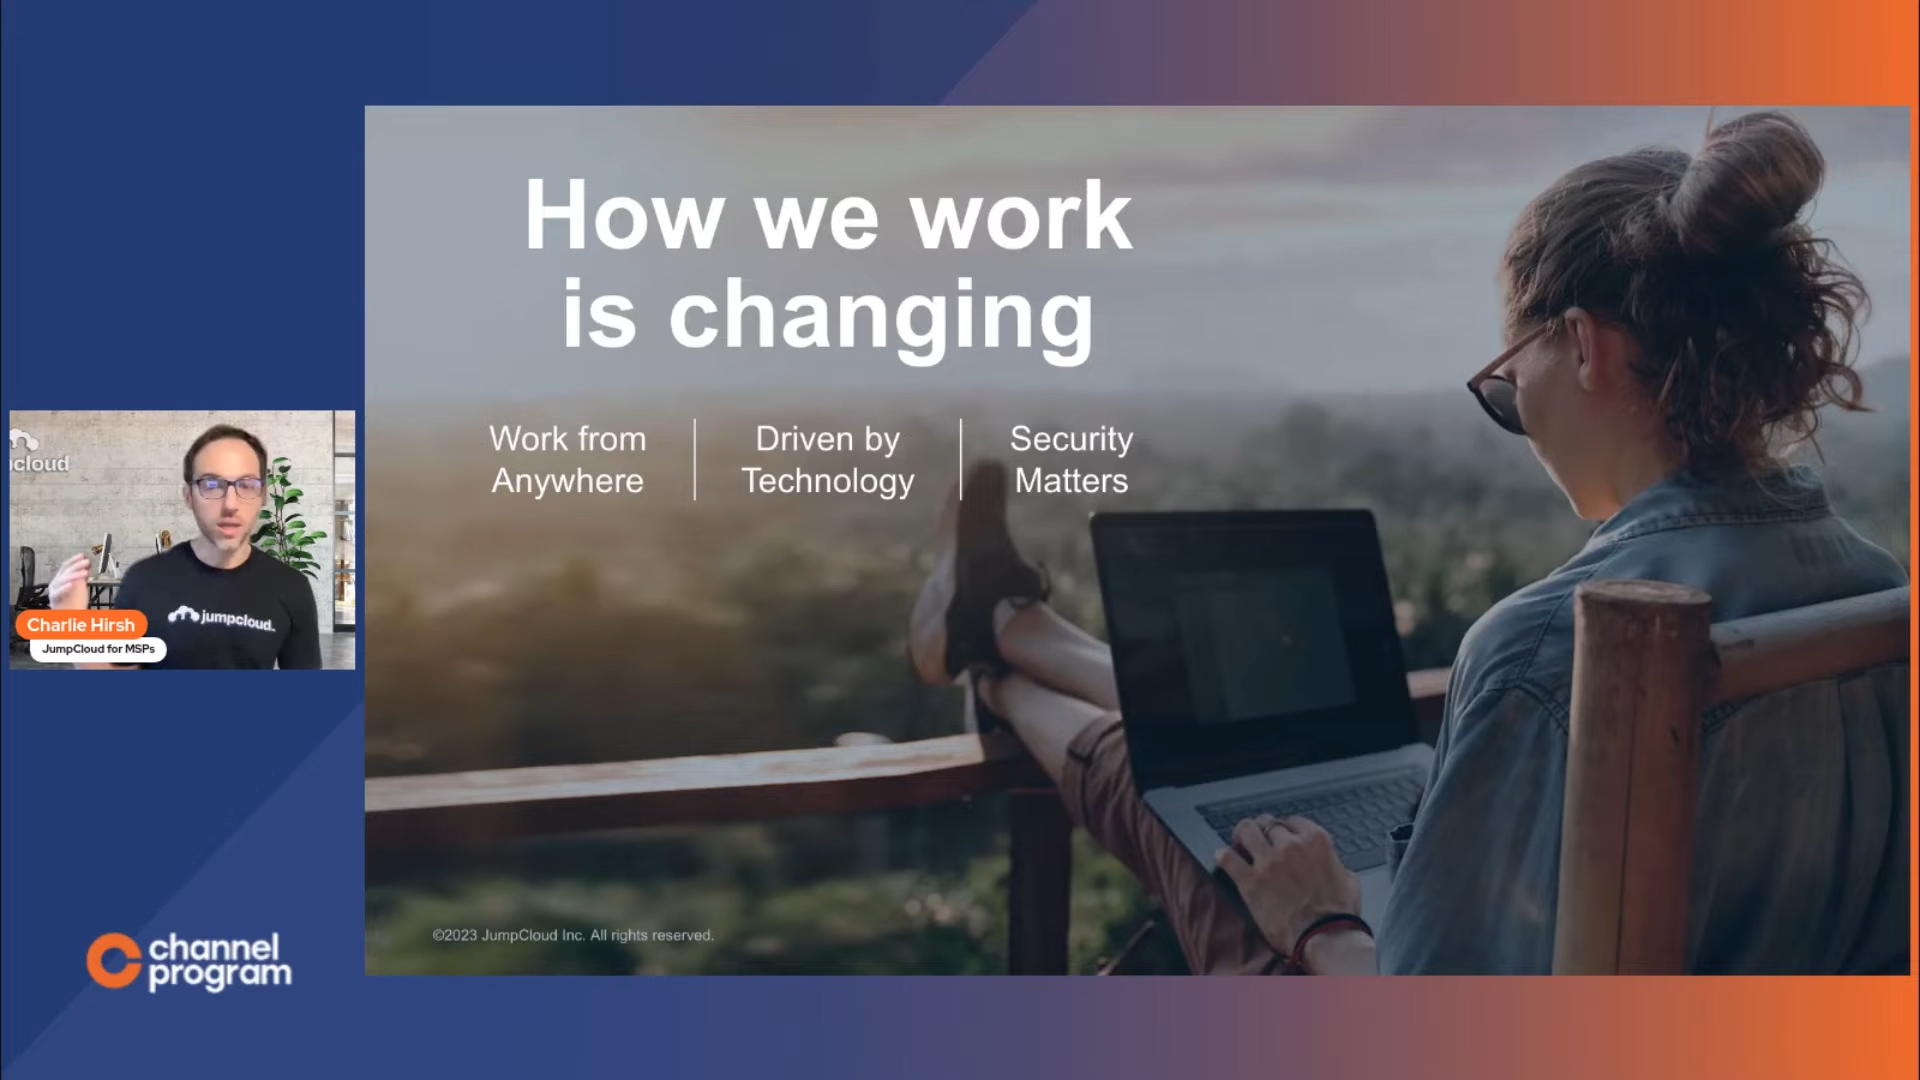 How we work
is changing
Work from
Anywhere
Driven by
Technology
Security
Matters
cloud
jumpcloud.
Charlie Hirsh
JumpCloud for MSPs
channel
program
©2023 JumpCloud Inc. All rights reserved.